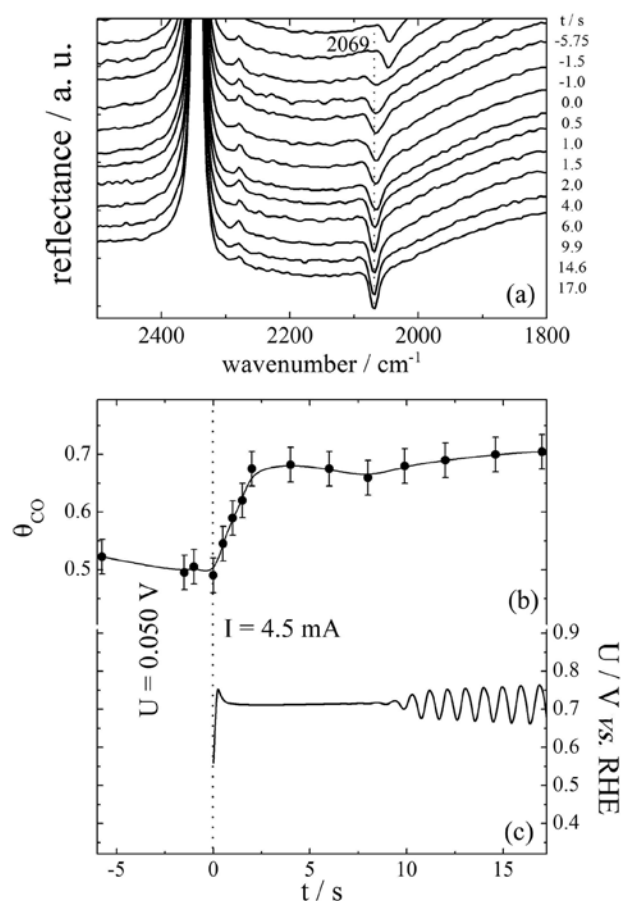 reflectance / a. u.
2069
t / s
-5.75
-1.5
-1.0
0.0
0.5
1.0
1.5
2.0
4.0
6.0
9.9
14.6
17.0
(a)
2400 2200 2000 1800
wavenumber / cm⁻¹
θCO
0.7
0.6
0.5
(b)
U = 0.050 V
I = 4.5 mA
0.9
0.8
0.7
0.6
0.5
0.4
U / V vs. RHE
(c)
-5 0 5 10 15
t / s